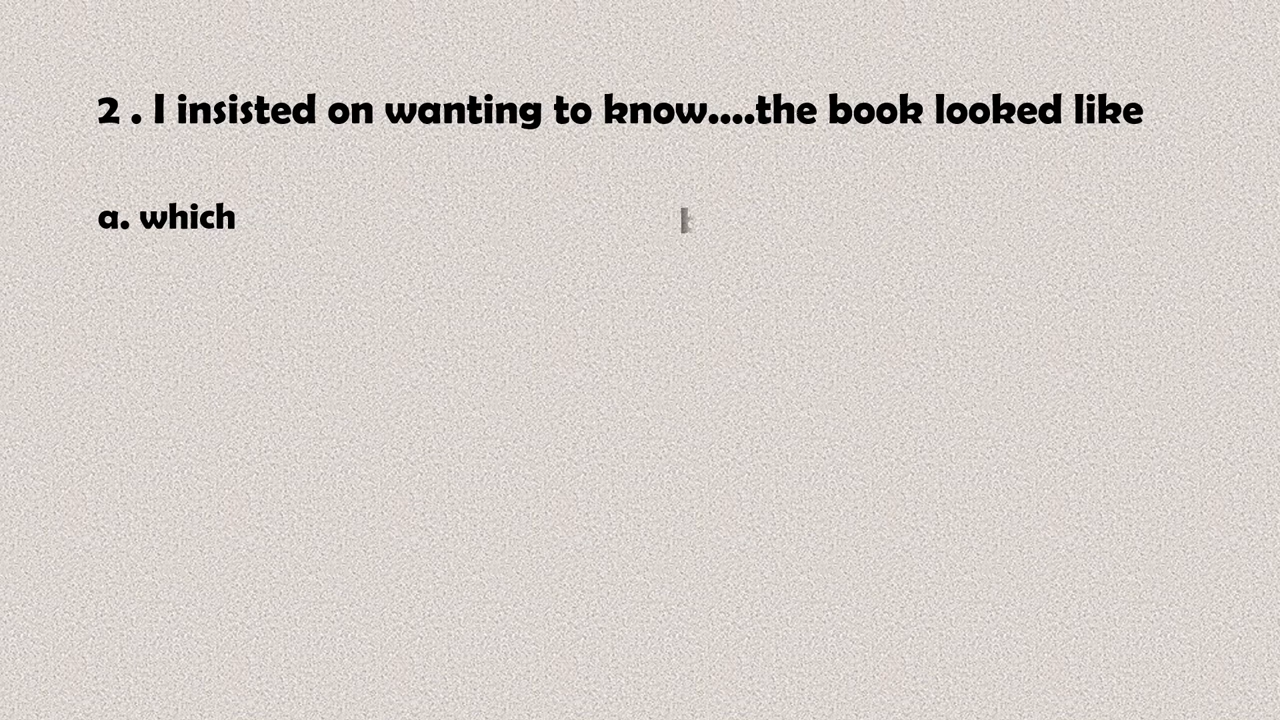 2 . I insisted on wanting to know....the book looked like
a. which